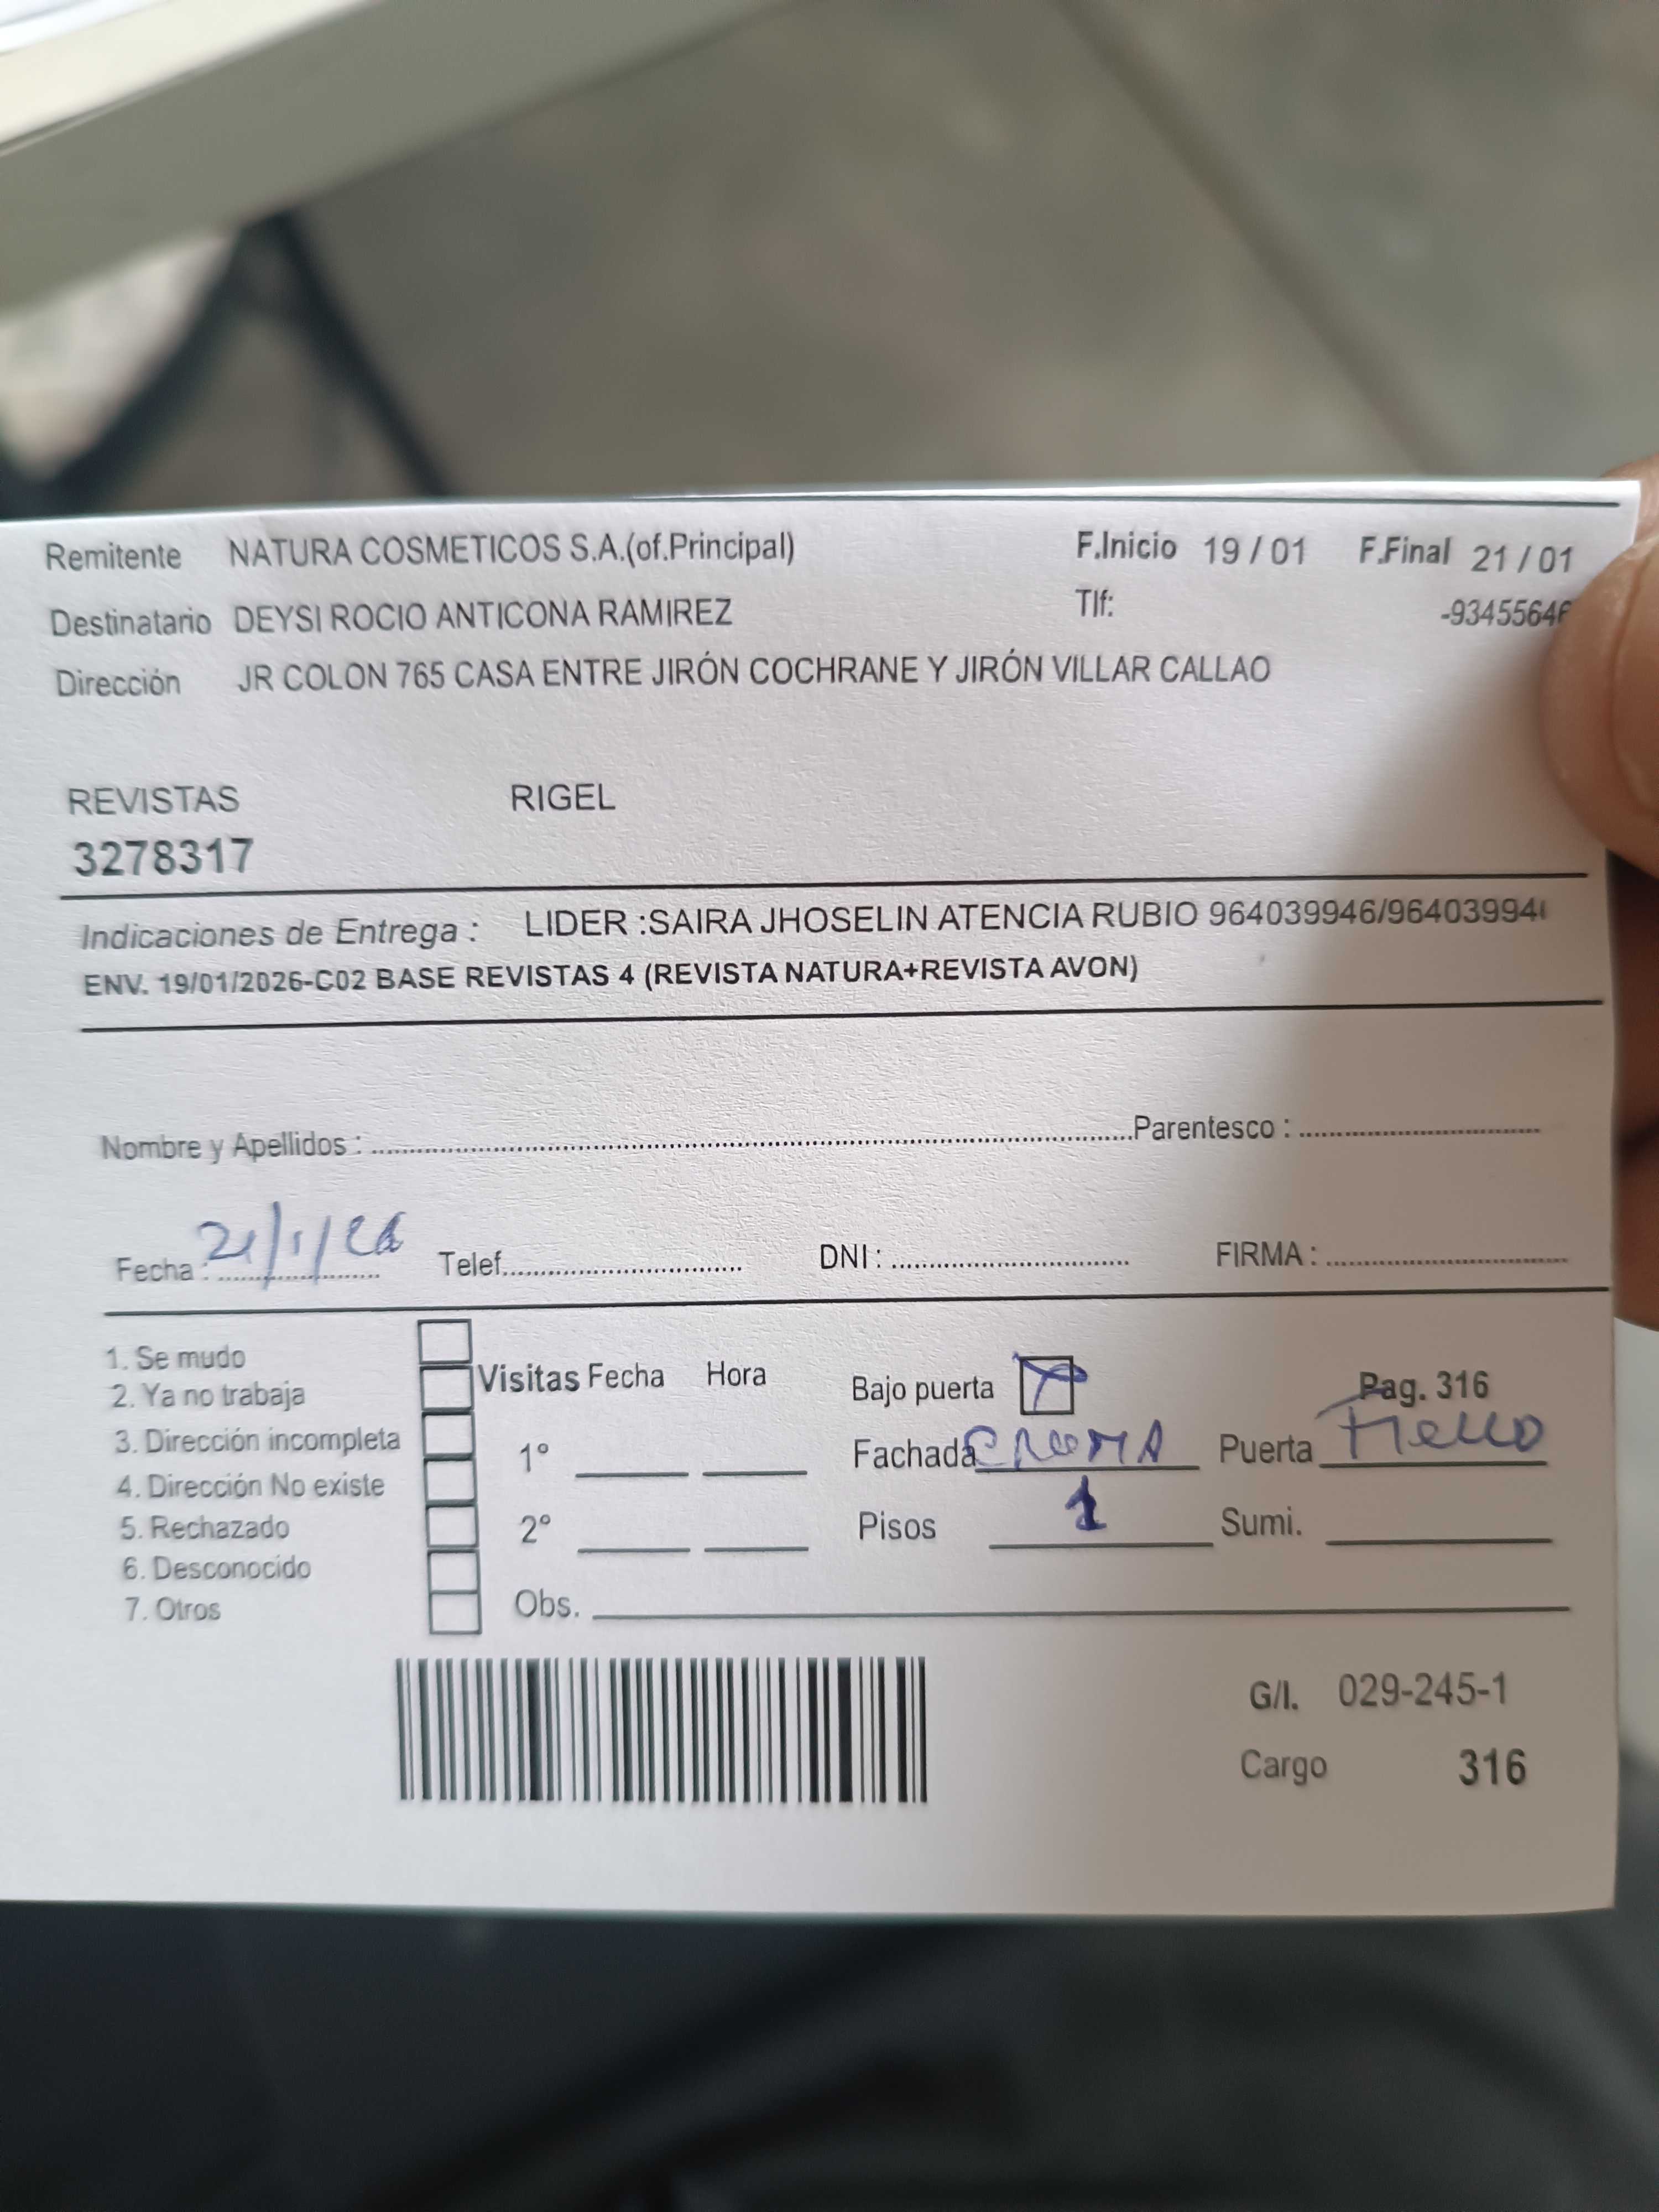 Remitente NATURA COSMETICOS S.A.(of.Principal) F.Inicio 19 / 01 F.Final 21 / 01
Destinatario DEYSI ROCIO ANTICONA RAMIREZ Tlf: -93455646
Dirección JR COLON 765 CASA ENTRE JIRÓN COCHRANE Y JIRÓN VILLAR CALLAO
REVISTAS RIGEL
3278317
Indicaciones de Entrega : LIDER :SAIRA JHOSELIN ATENCIA RUBIO 964039946/96403994
ENV. 19/01/2026-C02 BASE REVISTAS 4 (REVISTA NATURA+REVISTA AVON)
Nombre y Apellidos : Parentesco :
Fecha : 21/1/26 Telef. DNI : FIRMA :
1. Se mudo
2. Ya no trabaja Visitas Fecha Hora Bajo puerta Pag. 316
3. Dirección incompleta 1° Fachada CREMA Puerta Fierro
4. Dirección No existe
5. Rechazado 2° Pisos 1 Sumi.
6. Desconocido
7. Otros Obs.
G/I. 029-245-1
Cargo 316